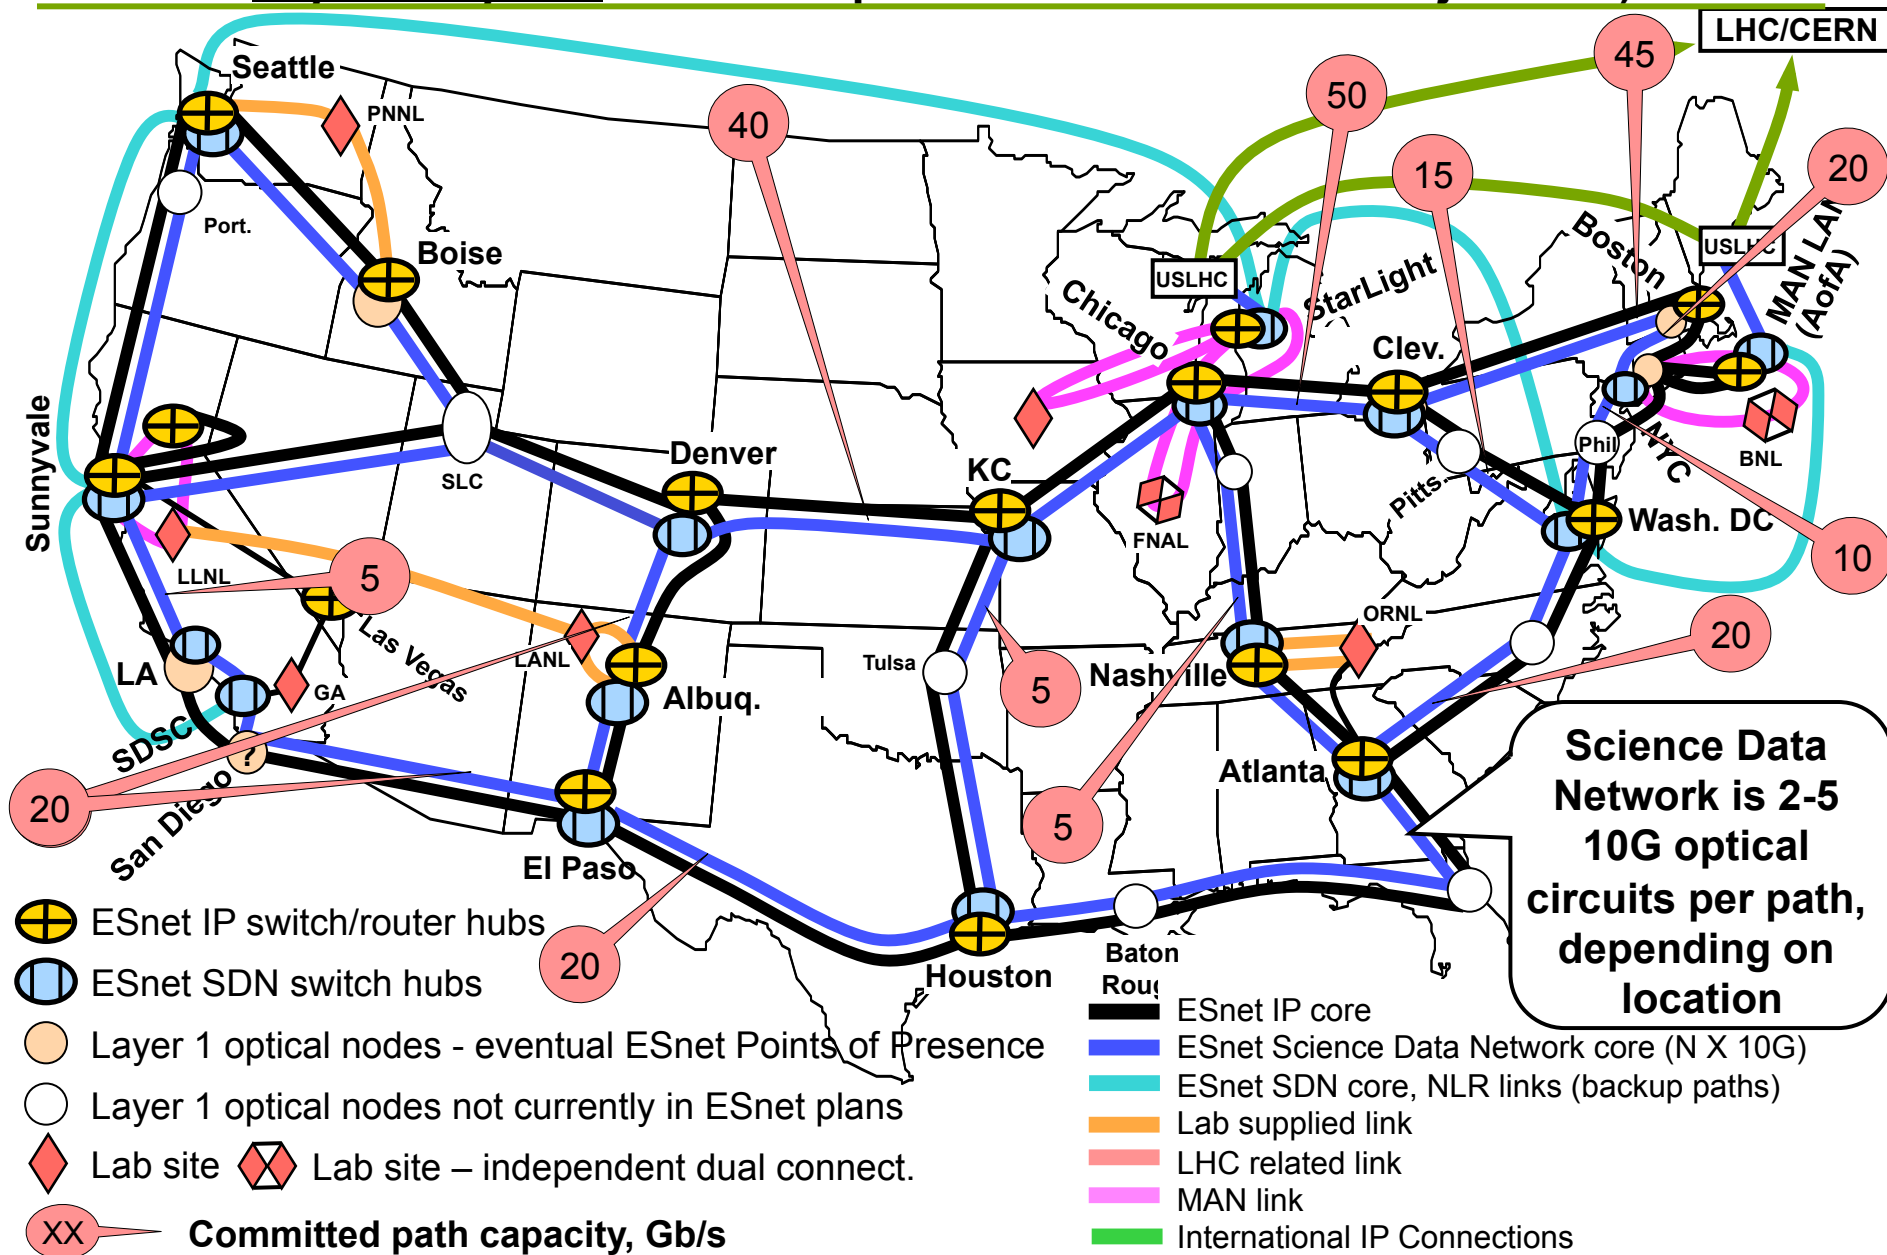 LHC/CERN
45
Seattle
PNNL
50
40
20
15
Port.
Boston
Boise
USLHC
MAN LAN
(AofA)
USLHC
StarLight
Chicago
Clev.
Sunnyvale
Denver
KC
SLC
Phil
NYC
BNL
Pitts.
Wash. DC
FNAL
10
LLNL
5
ORNL
Las Vegas
LANL
Tulsa
LA
GA
Nashville
20
5
Albuq.
SDSC
?
San Diego
Atlanta
20
5
El Paso
20
Houston
Baton
Science Data
Network is 2-5
10G optical
circuits per path,
depending on
location
ESnet IP switch/router hubs
ESnet SDN switch hubs
Layer 1 optical nodes - eventual ESnet Points of Presence
Layer 1 optical nodes not currently in ESnet plans
Lab site
Lab site – independent dual connect.
XX
Committed path capacity, Gb/s
ESnet IP core
ESnet Science Data Network core (N X 10G)
ESnet SDN core, NLR links (backup paths)
Lab supplied link
LHC related link
MAN link
International IP Connections